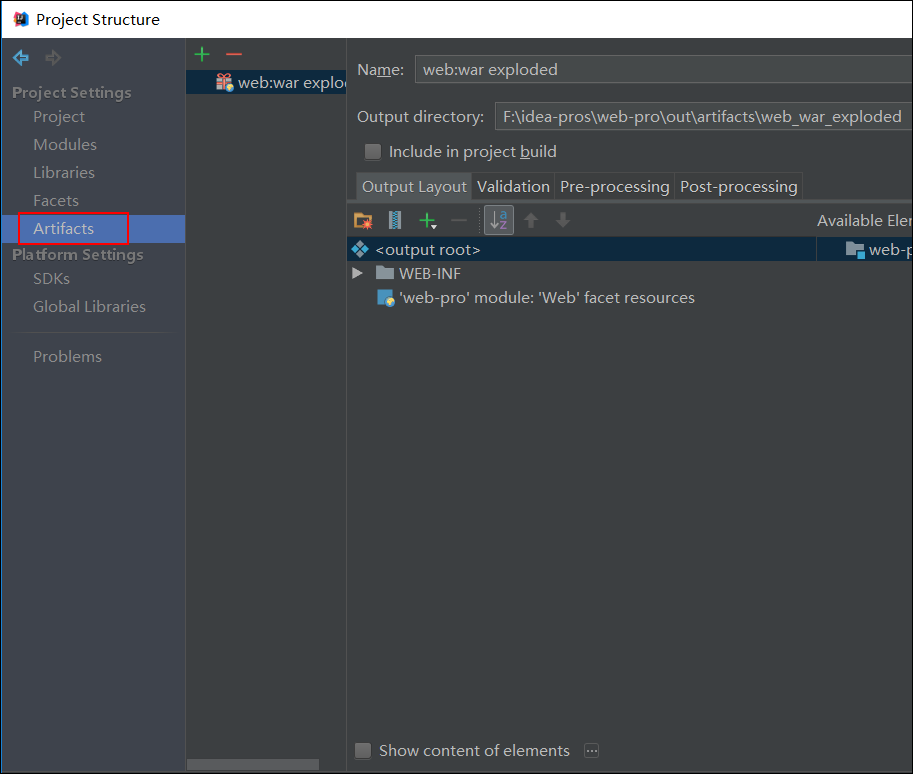 Project Structure
Project Settings
Project
Modules
Libraries
Facets
Artifacts
Platform Settings
SDKs
Global Libraries
Problems
web:war explo
Name: web:war exploded
Output directory: F:\idea-pros\web-pro\out\artifacts\web_war_exploded
Include in project build
Output Layout Validation Pre-processing Post-processing
Available Eler
<output root>
web-p
WEB-INF
'web-pro' module: 'Web' facet resources
Show content of elements